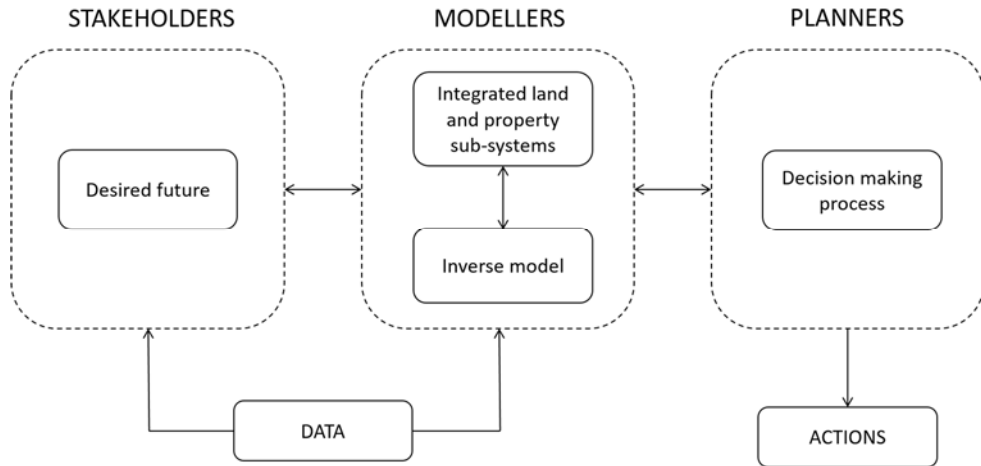 STAKEHOLDERS
MODELLERS
PLANNERS
Desired future
Integrated land
and property
sub-systems
Inverse model
Decision making
process
DATA
ACTIONS